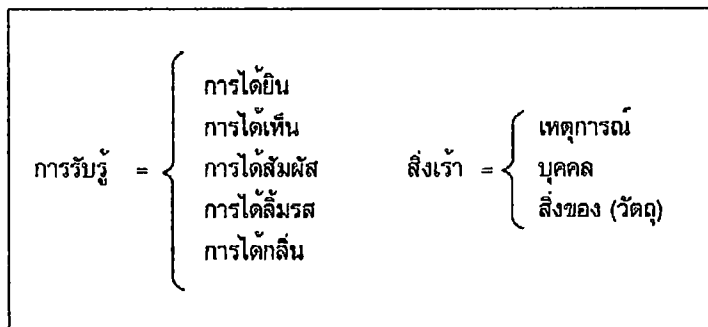 การได้ยิน
การได้เห็น
การรับรู้ = การได้สัมผัส
การได้ลิ้มรส
การได้กลิ่น
เหตุการณ์
สิ่งเร้า = บุคคล
สิ่งของ (วัตถุ)